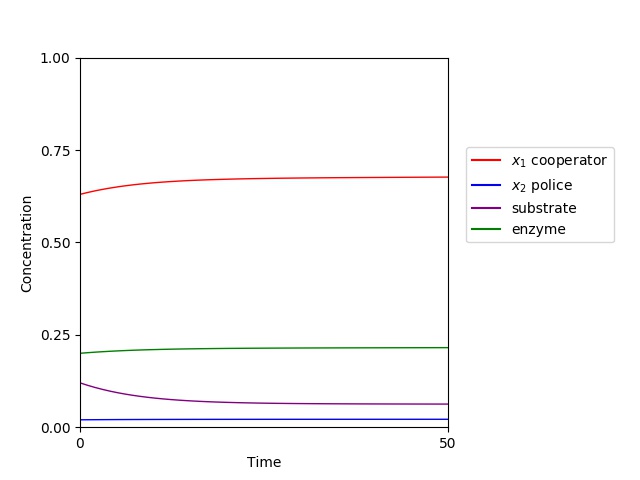 1.00
0.75
0.50
0.25
0.00
Concentration
0
50
Time
x₁ cooperator
x₂ police
substrate
enzyme